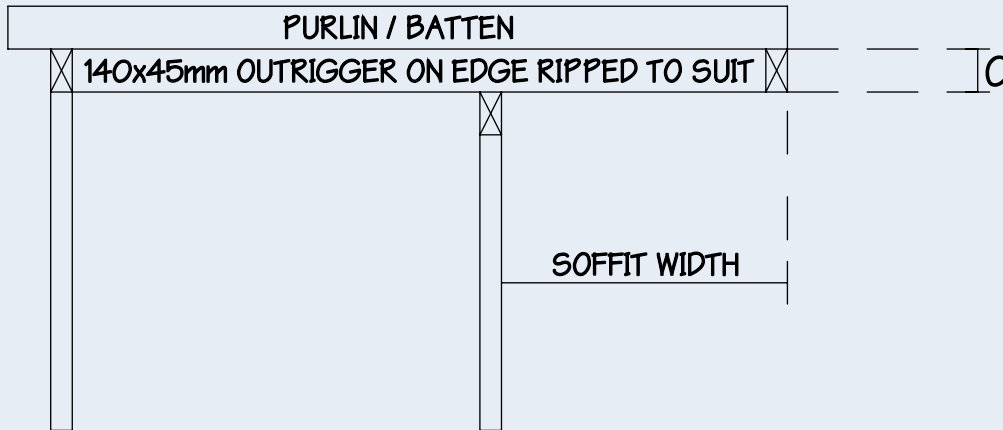 PURLIN / BATTEN
140x45mm OUTRIGGER ON EDGE RIPPED TO SUIT
SOFFIT WIDTH